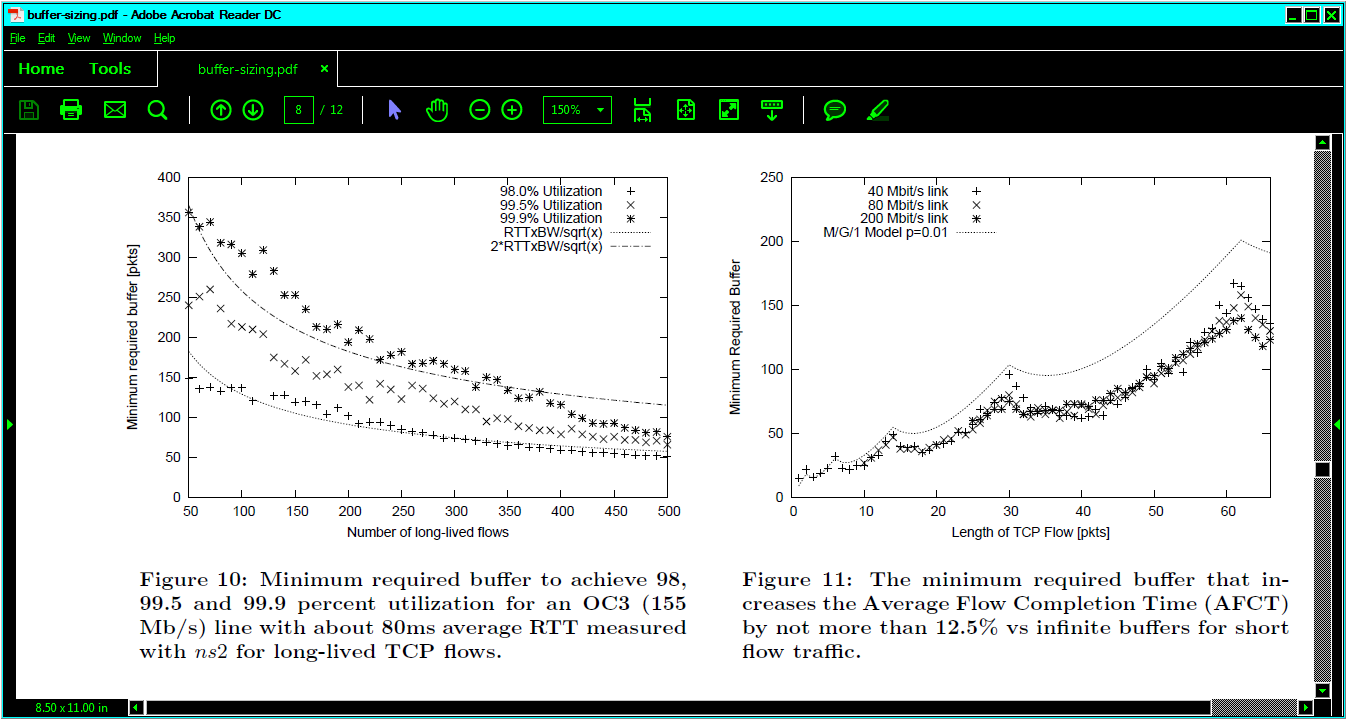 buffer-sizing.pdf - Adobe Acrobat Reader DC
File Edit View Window Help
Home Tools buffer-sizing.pdf ×
8 / 12 150%
400
350
300
250
200
150
100
50
0
Minimum required buffer [pkts]
98.0% Utilization
99.5% Utilization
99.9% Utilization
RTTxBW/sqrt(x)
2*RTTxBW/sqrt(x)
50 100 150 200 250 300 350 400 450 500
Number of long-lived flows
Figure 10: Minimum required buffer to achieve 98,
99.5 and 99.9 percent utilization for an OC3 (155
Mb/s) line with about 80ms average RTT measured
with ns2 for long-lived TCP flows.
250
200
150
100
50
0
Minimum Required Buffer
40 Mbit/s link
80 Mbit/s link
200 Mbit/s link
M/G/1 Model p=0.01
0 10 20 30 40 50 60
Length of TCP Flow [pkts]
Figure 11: The minimum required buffer that in-
creases the Average Flow Completion Time (AFCT)
by not more than 12.5% vs infinite buffers for short
flow traffic.
8.50 x 11.00 in